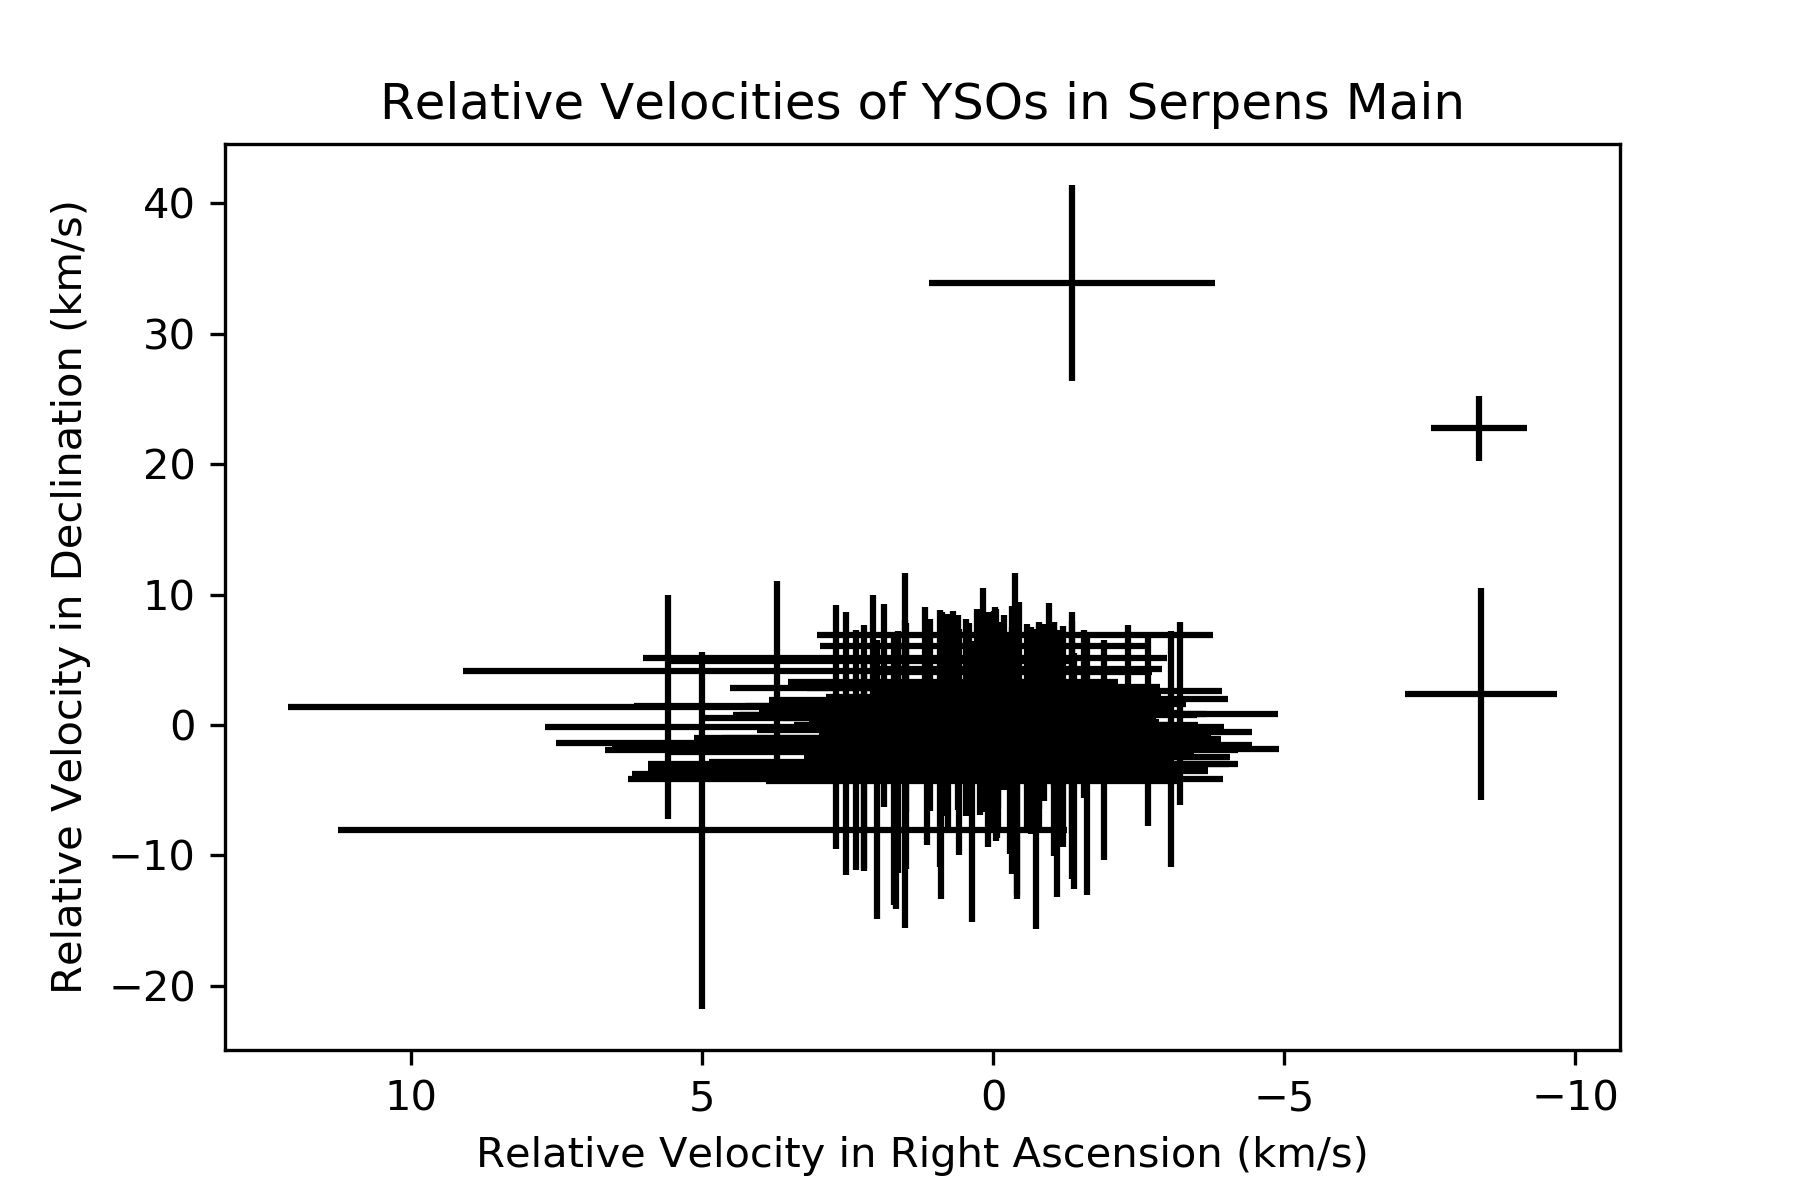 Relative Velocities of YSOs in Serpens Main
Relative Velocity in Declination (km/s)
40
30
20
10
0
−10
−20
10 5 0 −5 −10
Relative Velocity in Right Ascension (km/s)